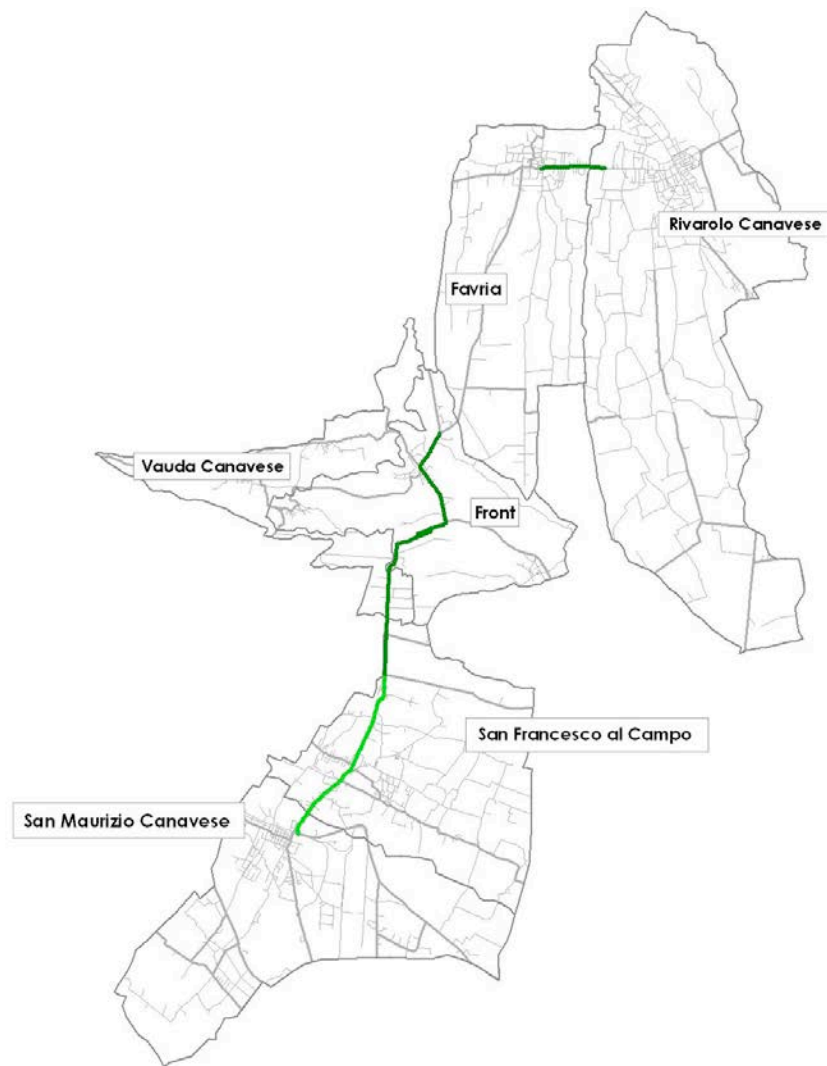 Rivarolo Canavese
Favria
Vauda Canavese
Front
San Francesco al Campo
San Maurizio Canavese